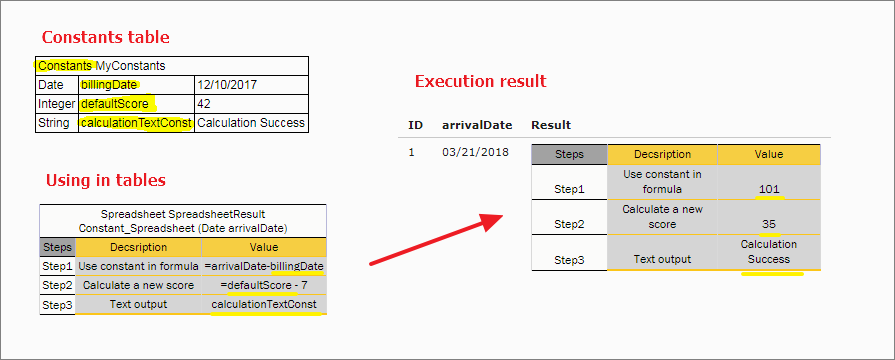 Constants table
Constants MyConstants
Date billingDate 12/10/2017
Integer defaultScore 42
String calculationTextConst Calculation Success
Using in tables
Spreadsheet SpreadsheetResult
Constant_Spreadsheet (Date arrivalDate)
Steps Decsription Value
Step1 Use constant in formula =arrivalDate-billingDate
Step2 Calculate a new score =defaultScore - 7
Step3 Text output calculationTextConst
Execution result
ID arrivalDate Result
1 03/21/2018
Steps Decsription Value
Step1 Use constant in formula 101
Step2 Calculate a new score 35
Step3 Text output Calculation Success